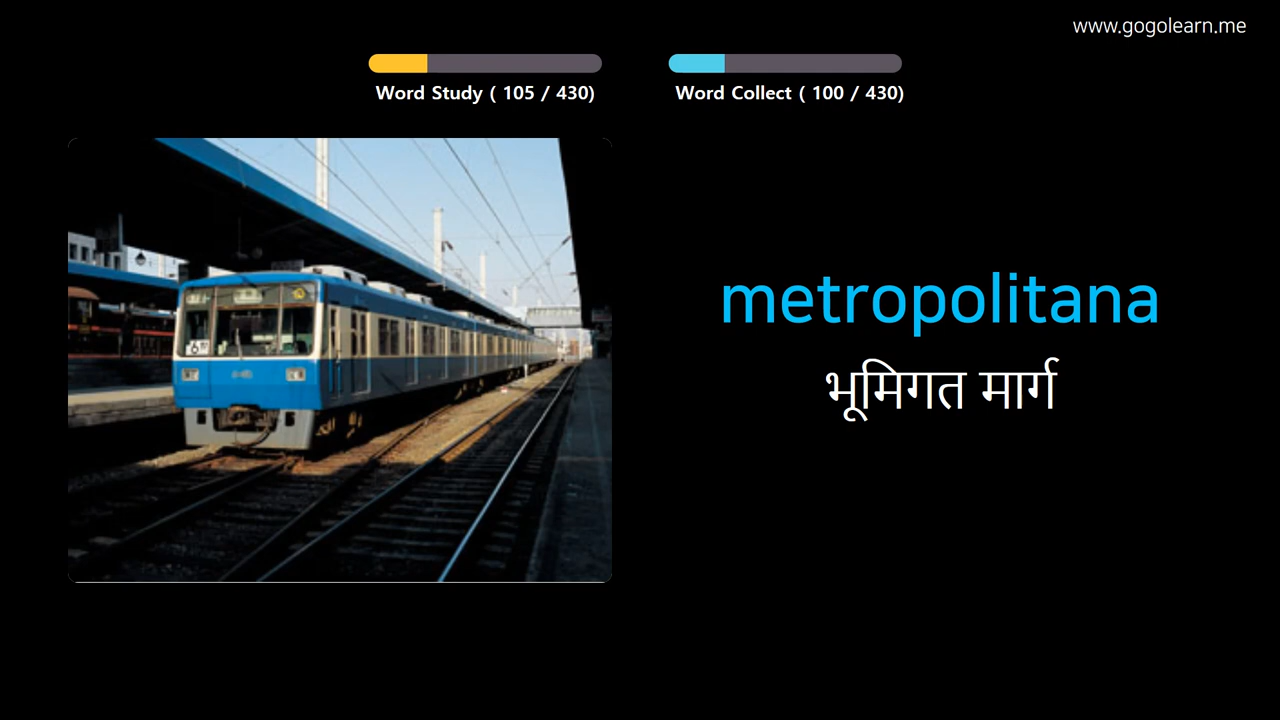 www.gogolearn.me
Word Study ( 105 / 430)
Word Collect ( 100 / 430)
metropolitana
भूमिगत मार्ग